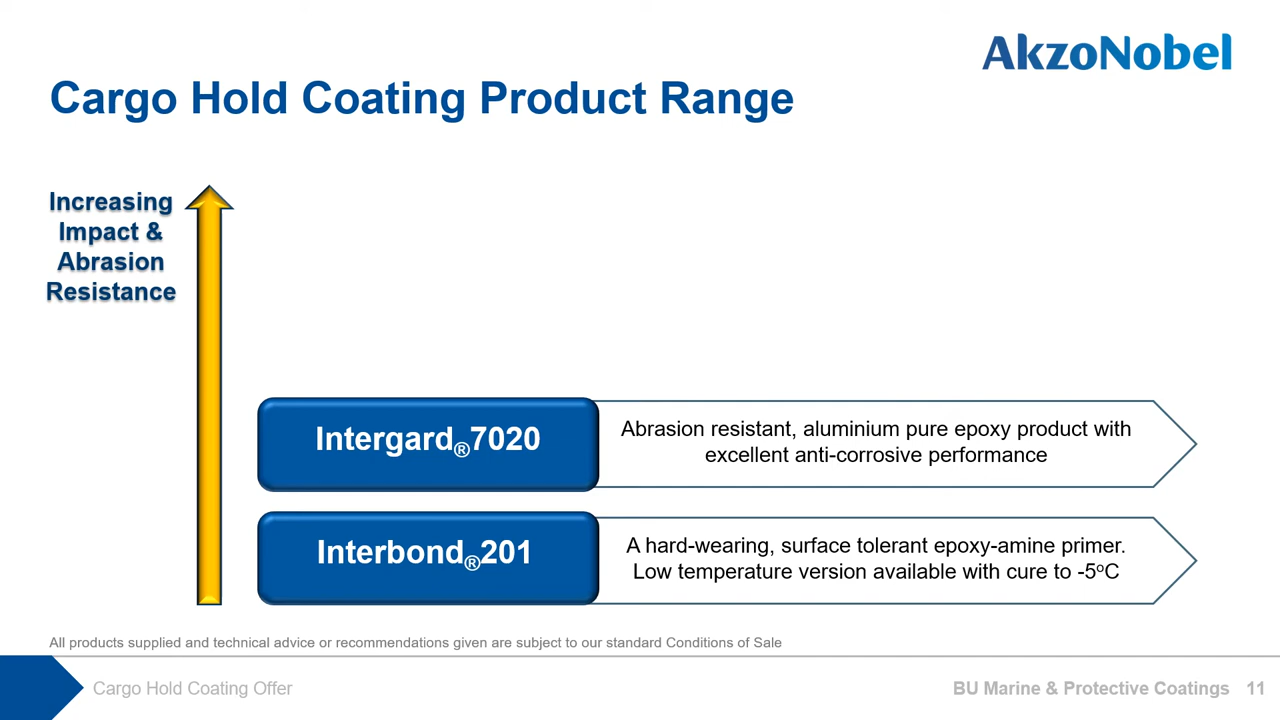 AkzoNobel
Cargo Hold Coating Product Range
Increasing
Impact &
Abrasion
Resistance
Intergard®7020
Abrasion resistant, aluminium pure epoxy product with
excellent anti-corrosive performance
Interbond®201
A hard-wearing, surface tolerant epoxy-amine primer.
Low temperature version available with cure to -5ºC
All products supplied and technical advice or recommendations given are subject to our standard Conditions of Sale
Cargo Hold Coating Offer
BU Marine & Protective Coatings 11